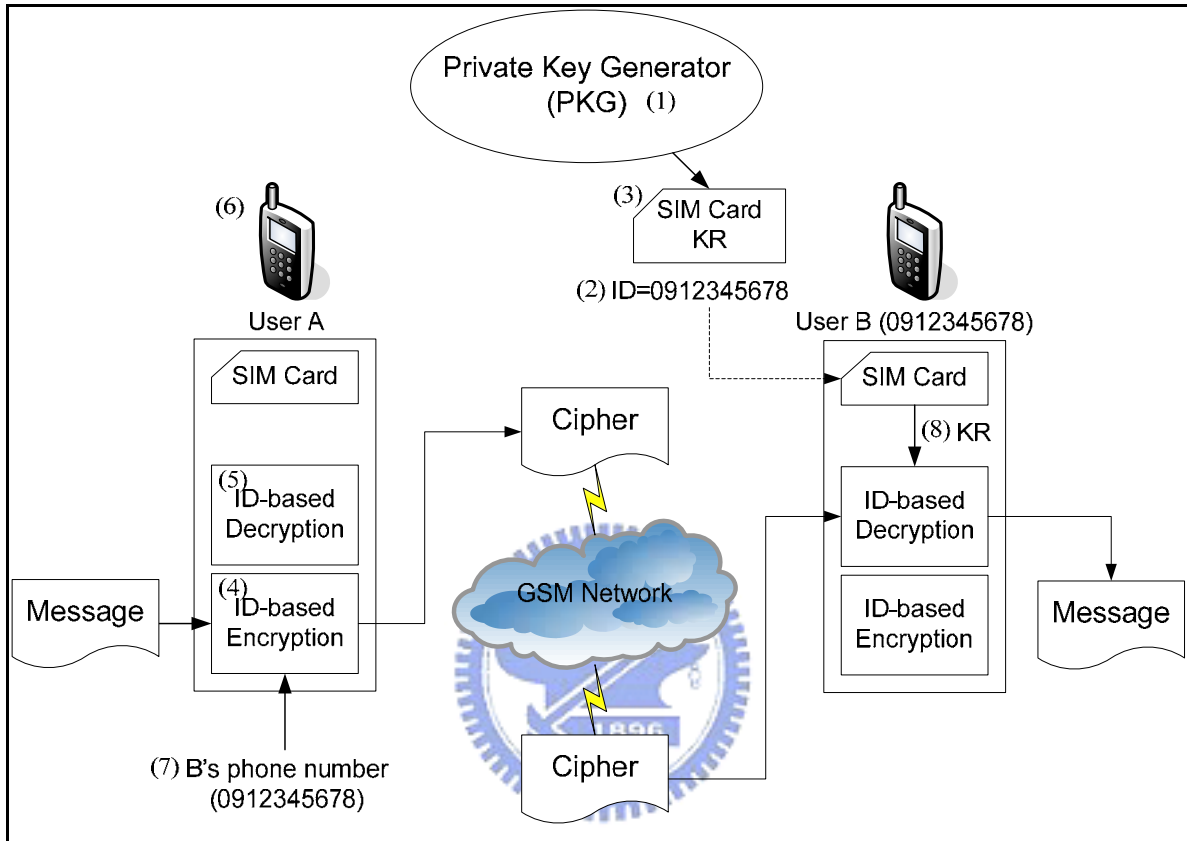 Private Key Generator
(PKG) (1)
(3)
SIM Card
KR
(6)
(2) ID=0912345678
User A
User B (0912345678)
SIM Card
SIM Card
Cipher
(8) KR
(5)
ID-based
Decryption
ID-based
Decryption
GSM Network
Message
(4)
ID-based
Encryption
ID-based
Encryption
Message
1896
(7) B's phone number
(0912345678)
Cipher